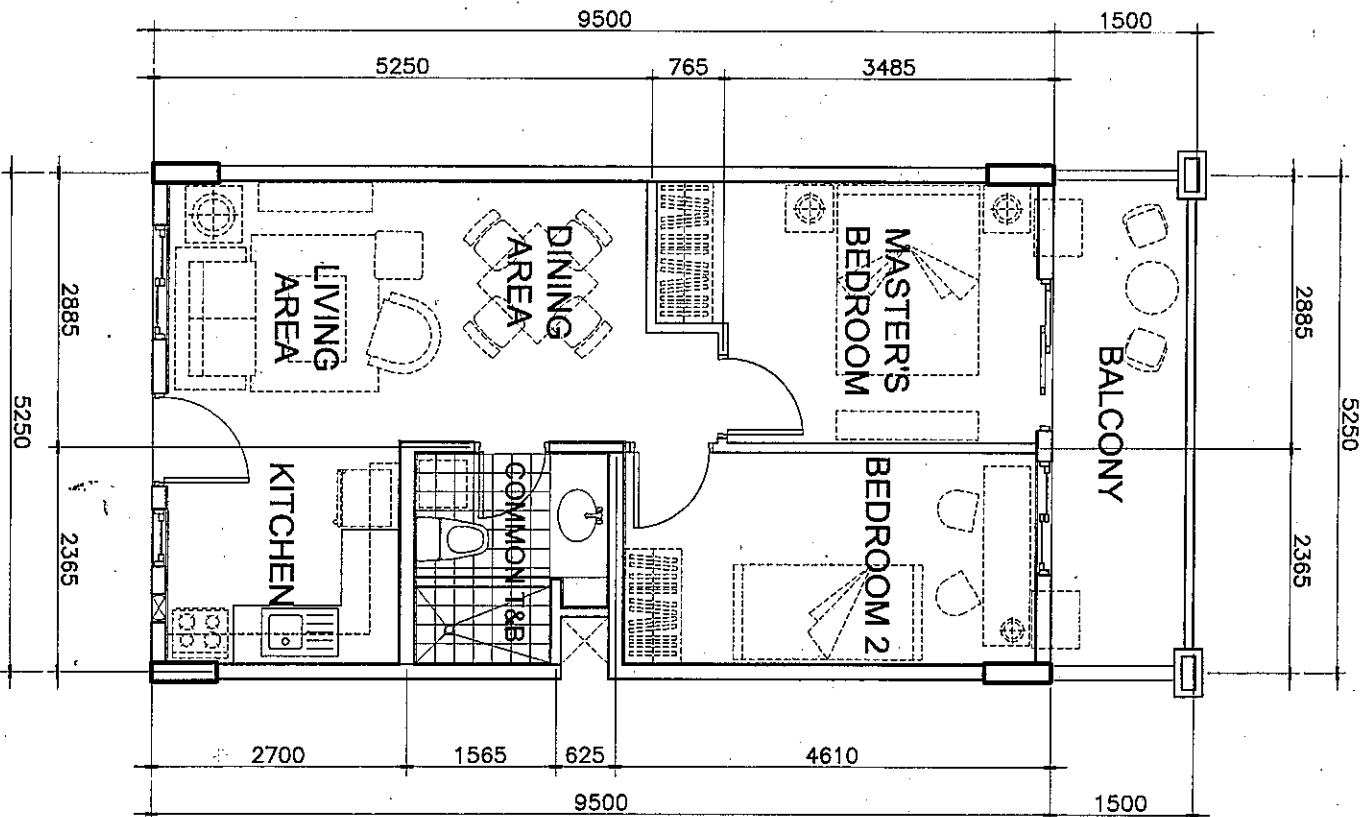 9500
1500
5250
765
3485
DINING
AREA
LIVING
AREA
MASTER'S
BEDROOM
BALCONY
2885
2885
5250
5250
KITCHEN
COMMON T&B
BEDROOM 2
2365
2365
2700
1565
625
4610
9500
1500